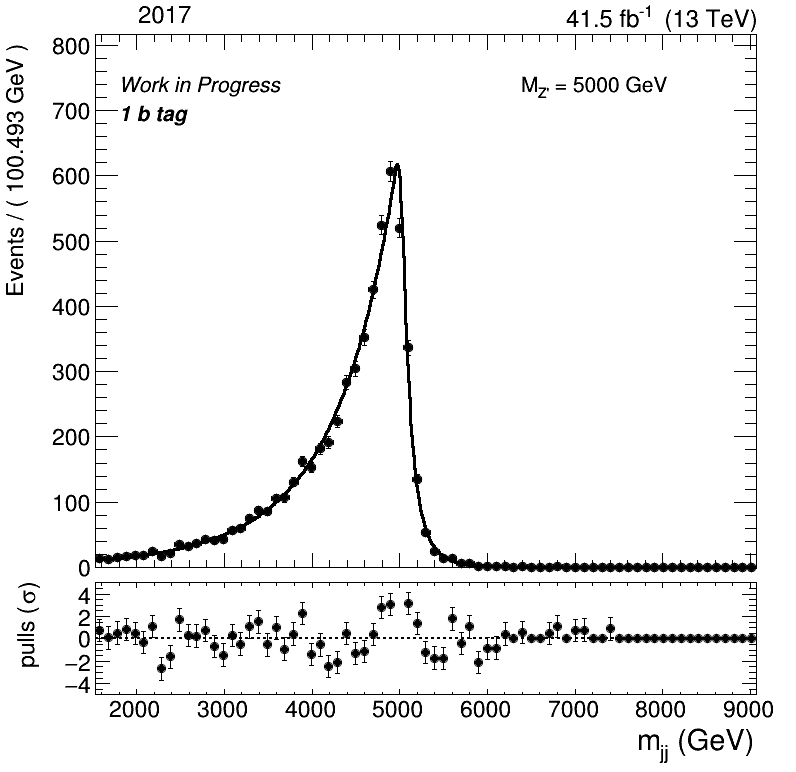 2017 41.5 fb⁻¹ (13 TeV)
Events / ( 100.493 GeV )
800
700
600
500
400
300
200
100
0
Work in Progress
1 b tag
M_Z' = 5000 GeV
pulls (σ)
4
2
0
−2
−4
2000 3000 4000 5000 6000 7000 8000 9000
m_jj (GeV)